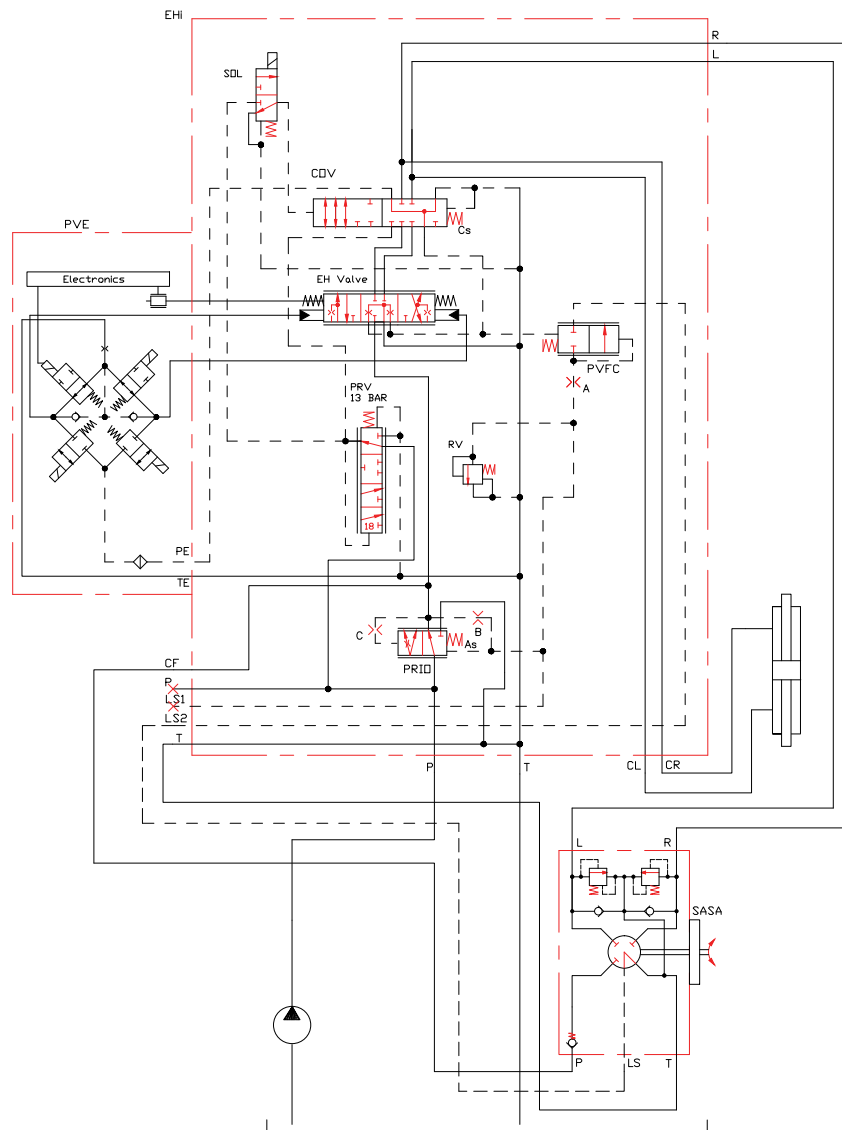 EHI
R
L
SOL
COV
Cs
PVE
Electronics
EH Valve
PVFC
A
PRV
13 BAR
RV
18
PE
TE
C
B
As
PRIO
CF
P
LS1
LS2
T
P
T
CL
CR
L
R
SASA
P
LS
T